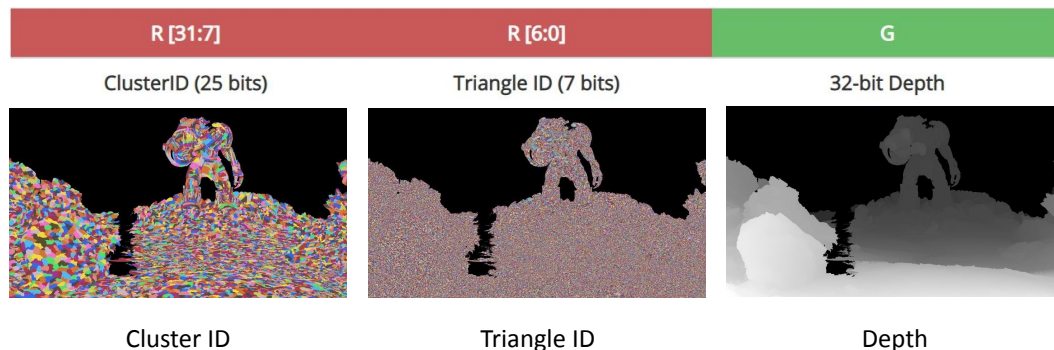 R [31:7] R [6:0] G
ClusterID (25 bits) Triangle ID (7 bits) 32-bit Depth
Cluster ID Triangle ID Depth